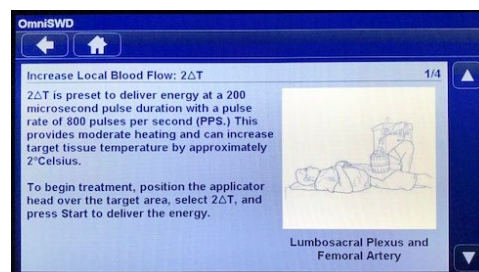 OmniSWD
Increase Local Blood Flow: 2△T 1/4
2△T is preset to deliver energy at a 200
microsecond pulse duration with a pulse
rate of 800 pulses per second (PPS.) This
provides moderate heating and can increase
target tissue temperature by approximately
2°Celsius.
To begin treatment, position the applicator
head over the target area, select 2△T, and
press Start to deliver the energy.
Lumbosacral Plexus and
Femoral Artery